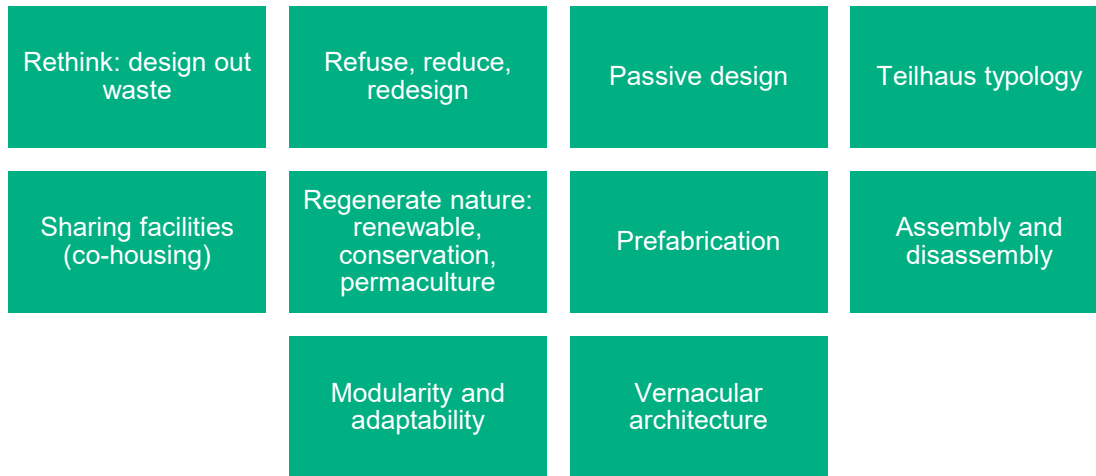 Rethink: design out
waste
Refuse, reduce,
redesign
Passive design
Teilhaus typology
Sharing facilities
(co-housing)
Regenerate nature:
renewable,
conservation,
permaculture
Prefabrication
Assembly and
disassembly
Modularity and
adaptability
Vernacular
architecture